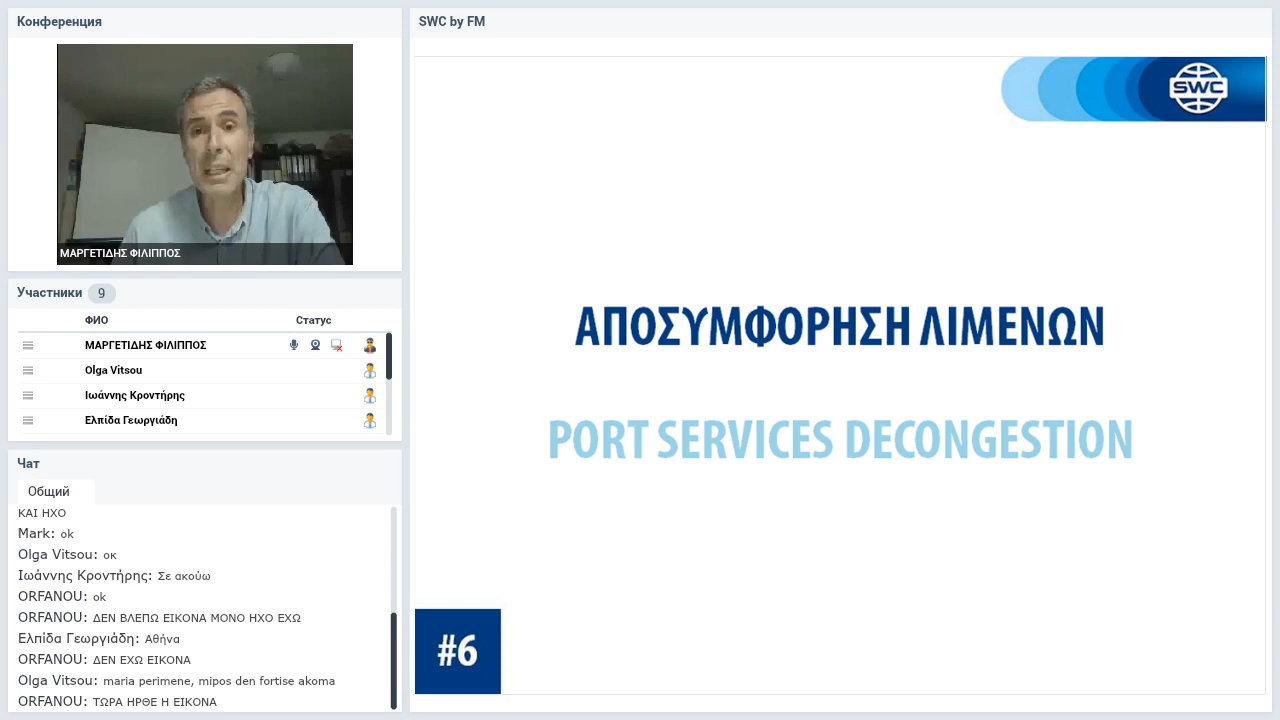 Конференция
ΜΑΡΓΕΤΙΔΗΣ ΦΙΛΙΠΠΟΣ
Участники 9
ФИО Статус
ΜΑΡΓΕΤΙΔΗΣ ΦΙΛΙΠΠΟΣ
Olga Vitsou
Ιωάννης Κροντήρης
Ελπίδα Γεωργιάδη
Чат
Общий
ΚΑΙ ΗΧΟ
Mark: ok
Olga Vitsou: οκ
Ιωάννης Κροντήρης: Σε ακούω
ORFANOU: ok
ORFANOU: ΔΕΝ ΒΛΕΠΩ ΕΙΚΟΝΑ ΜΟΝΟ ΗΧΟ ΕΧΩ
Ελπίδα Γεωργιάδη: Αθήνα
ORFANOU: ΔΕΝ ΕΧΩ ΕΙΚΟΝΑ
Olga Vitsou: maria perimene, mipos den fortise akoma
ORFANOU: ΤΩΡΑ ΗΡΘΕ Η ΕΙΚΟΝΑ
SWC by FM
SWC
ΑΠΟΣΥΜΦΟΡΗΣΗ ΛΙΜΕΝΩΝ
PORT SERVICES DECONGESTION
#6